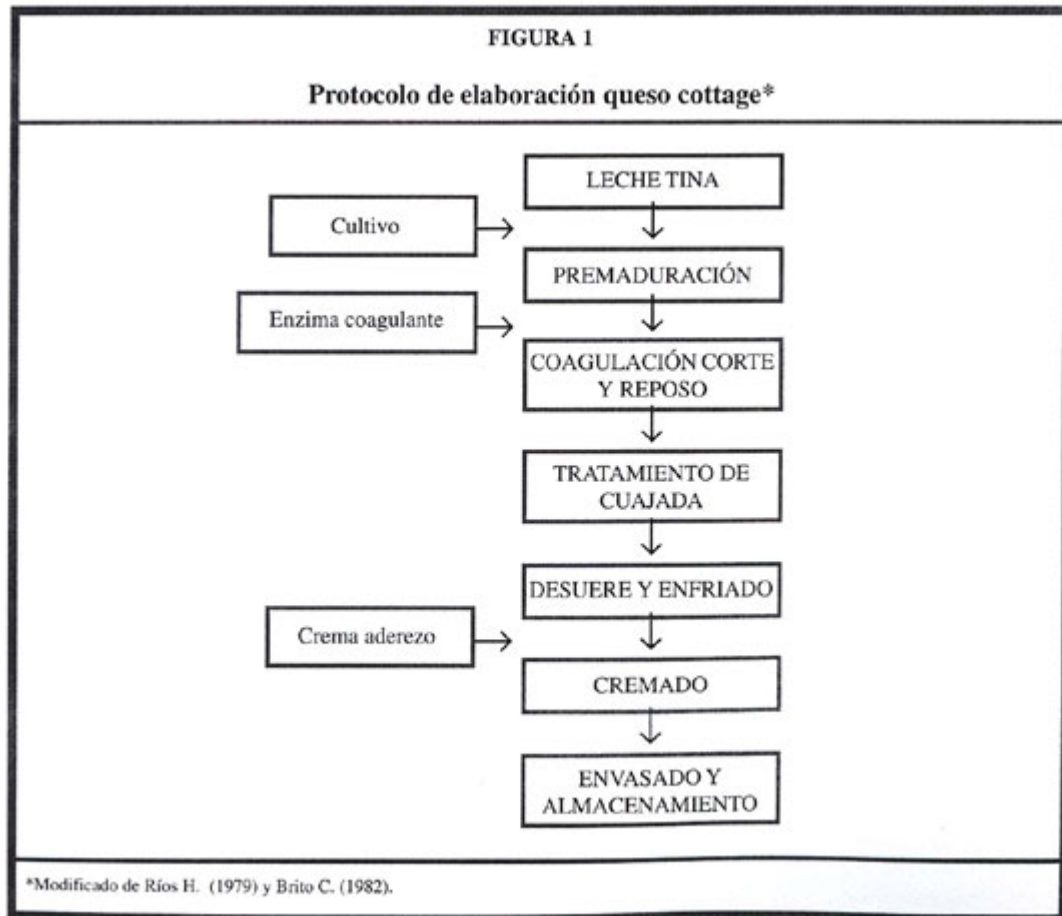 FIGURA 1
Protocolo de elaboración queso cottage*
LECHE TINA
Cultivo
PREMADURACIÓN
Enzima coagulante
COAGULACIÓN CORTE
Y REPOSO
TRATAMIENTO DE
CUAJADA
DESUERE Y ENFRIADO
Crema aderezo
CREMADO
ENVASADO Y
ALMACENAMIENTO
*Modificado de Ríos H. (1979) y Brito C. (1982).